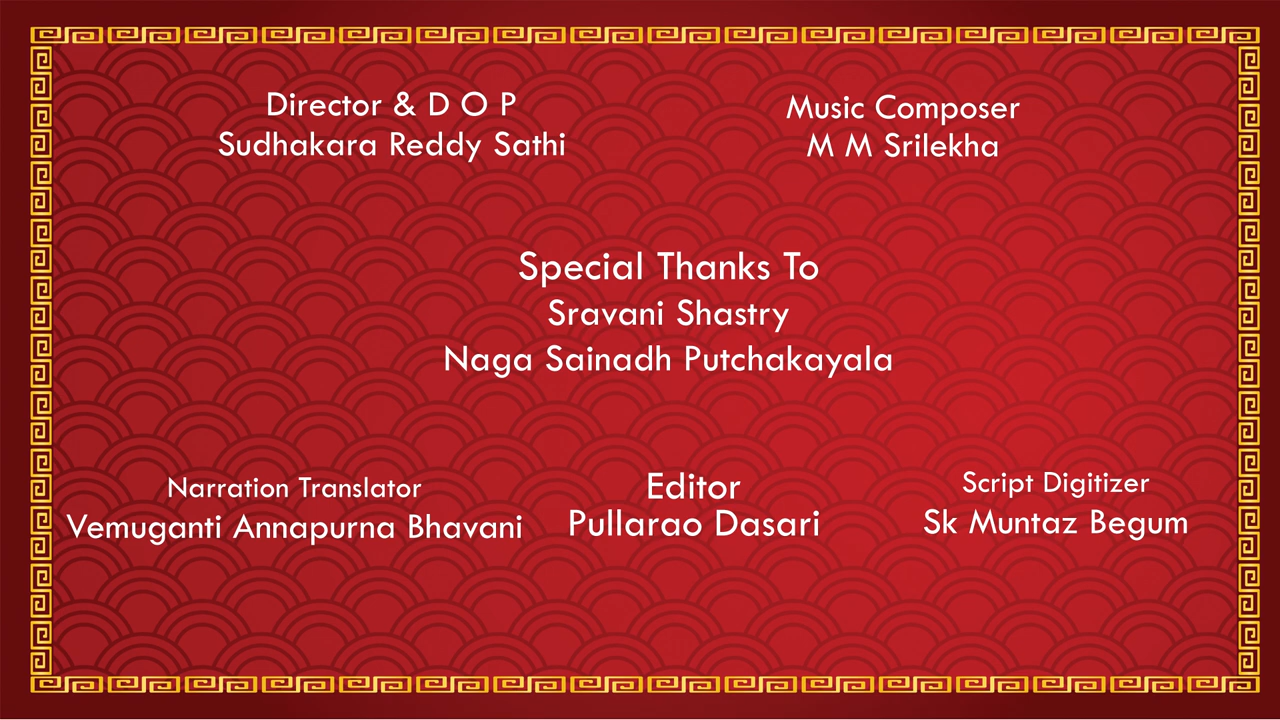 Director & D O P
Sudhakara Reddy Sathi
Music Composer
M M Srilekha
Special Thanks To
Sravani Shastry
Naga Sainadh Putchakayala
Narration Translator
Vemuganti Annapurna Bhavani
Editor
Pullarao Dasari
Script Digitizer
Sk Muntaz Begum